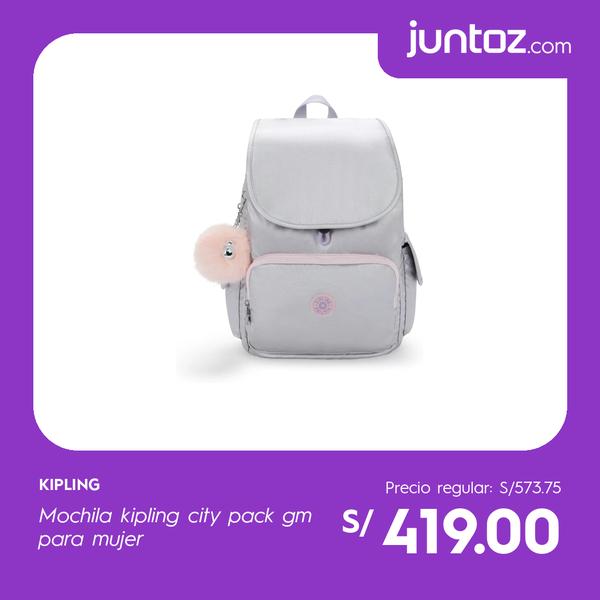 juntoz.com
KIPLING
Mochila kipling city pack gm
para mujer
Precio regular: S/573.75
S/ 419.00